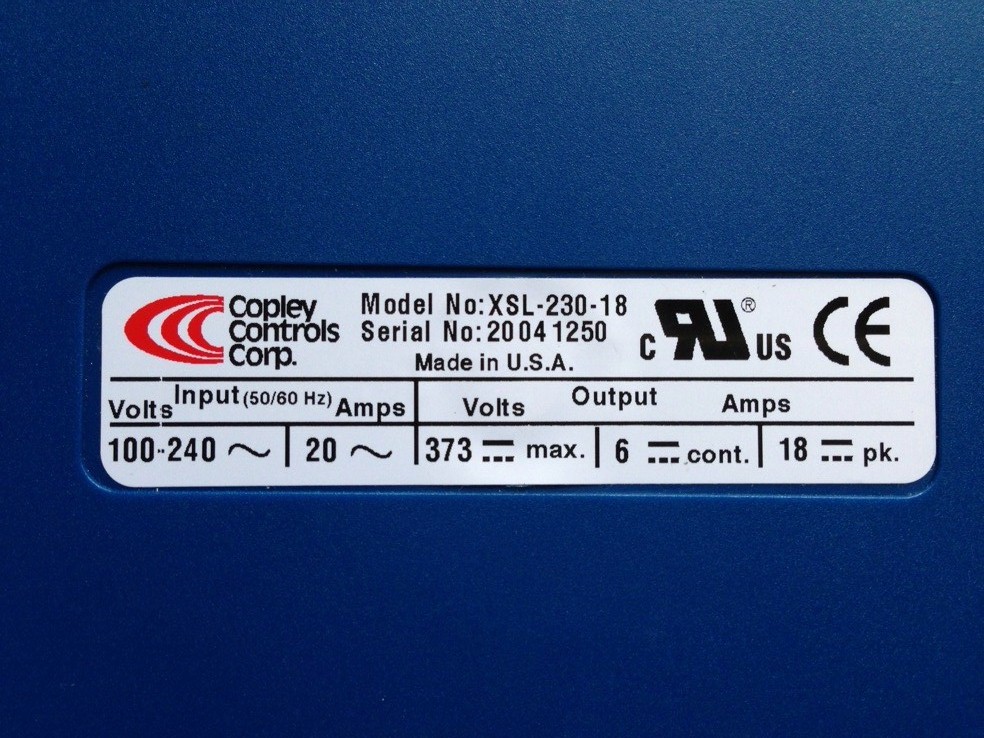 Copley
Controls
Corp.
Model No:XSL-230-18
Serial No:20041250
Made in U.S.A.
c RU ® US CE
Input (50/60 Hz) Output
Volts Amps Volts Amps
100-240 ~ 20 ~ 373 ⎓ max. 6 ⎓ cont. 18 ⎓ pk.